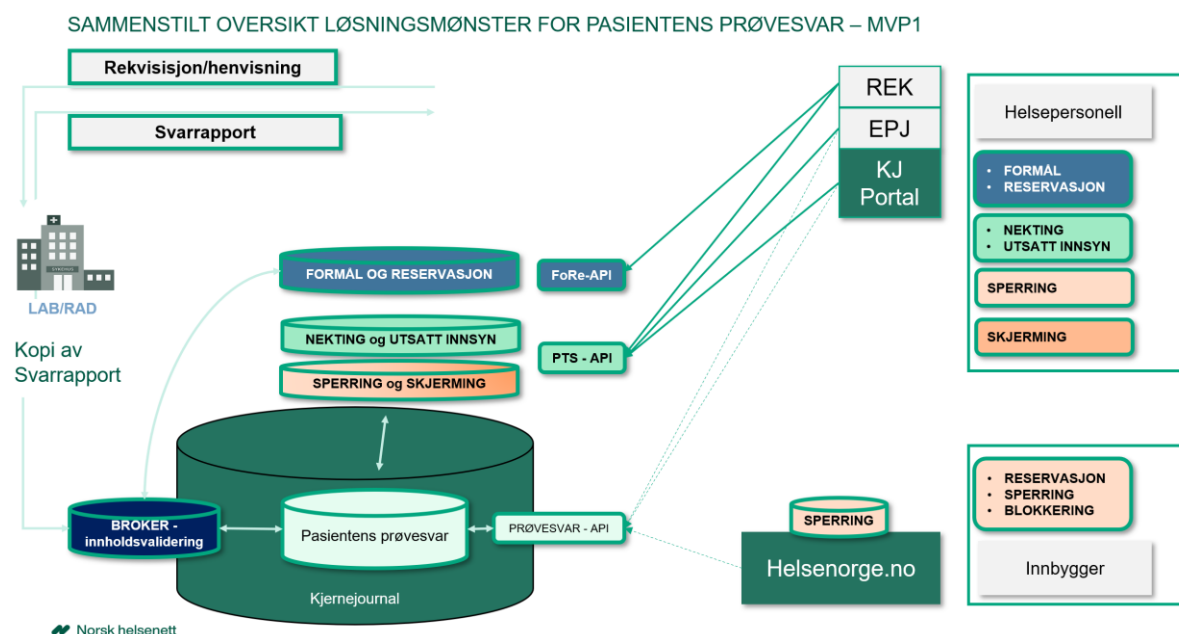 SAMMENSTILT OVERSIKT LØSNINGSMØNSTER FOR PASIENTENS PRØVESVAR – MVP1
Rekvisisjon/henvisning
Svarrapport
LAB/RAD
Kopi av
Svarrapport
FORMÅL OG RESERVASJON
FoRe-API
NEKTING og UTSATT INNSYN
SPERRING og SKJERMING
PTS - API
BROKER -
innholdsvalidering
Pasientens prøvesvar
PRØVESVAR - API
Kjernejournal
REK
EPJ
KJ
Portal
Helsepersonell
• FORMÅL
• RESERVASJON
• NEKTING
• UTSATT INNSYN
SPERRING
SKJERMING
SPERRING
Helsenorge.no
• RESERVASJON
• SPERRING
• BLOKKERING
Innbygger
Norsk helsenett